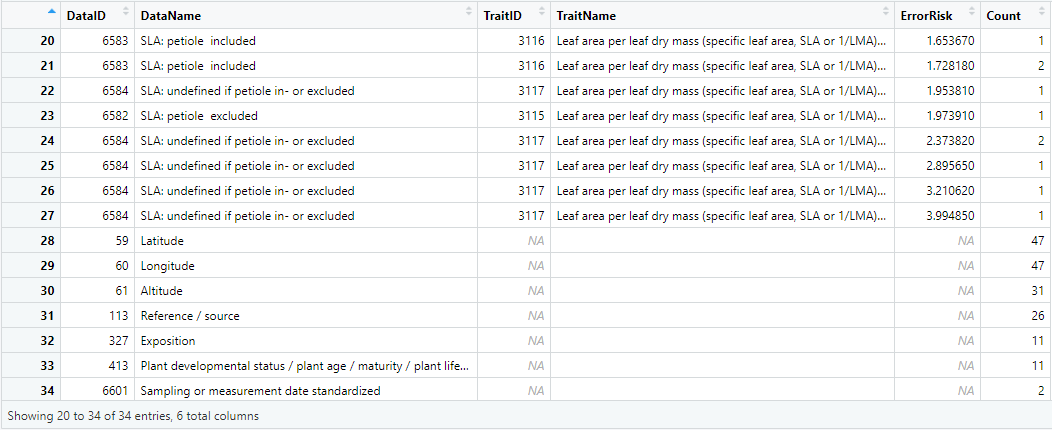 DataID DataName TraitID TraitName ErrorRisk Count
20 6583 SLA: petiole  included 3116 Leaf area per leaf dry mass (specific leaf area, SLA or 1/LMA)... 1.653670 1
21 6583 SLA: petiole  included 3116 Leaf area per leaf dry mass (specific leaf area, SLA or 1/LMA)... 1.728180 2
22 6584 SLA: undefined if petiole in- or excluded 3117 Leaf area per leaf dry mass (specific leaf area, SLA or 1/LMA)... 1.953810 1
23 6582 SLA: petiole  excluded 3115 Leaf area per leaf dry mass (specific leaf area, SLA or 1/LMA)... 1.973910 1
24 6584 SLA: undefined if petiole in- or excluded 3117 Leaf area per leaf dry mass (specific leaf area, SLA or 1/LMA)... 2.373820 2
25 6584 SLA: undefined if petiole in- or excluded 3117 Leaf area per leaf dry mass (specific leaf area, SLA or 1/LMA)... 2.895650 1
26 6584 SLA: undefined if petiole in- or excluded 3117 Leaf area per leaf dry mass (specific leaf area, SLA or 1/LMA)... 3.210620 1
27 6584 SLA: undefined if petiole in- or excluded 3117 Leaf area per leaf dry mass (specific leaf area, SLA or 1/LMA)... 3.994850 1
28 59 Latitude NA NA 47
29 60 Longitude NA NA 47
30 61 Altitude NA NA 31
31 113 Reference / source NA NA 26
32 327 Exposition NA NA 11
33 413 Plant developmental status / plant age / maturity / plant life... NA NA 11
34 6601 Sampling or measurement date standardized NA NA 2
Showing 20 to 34 of 34 entries, 6 total columns